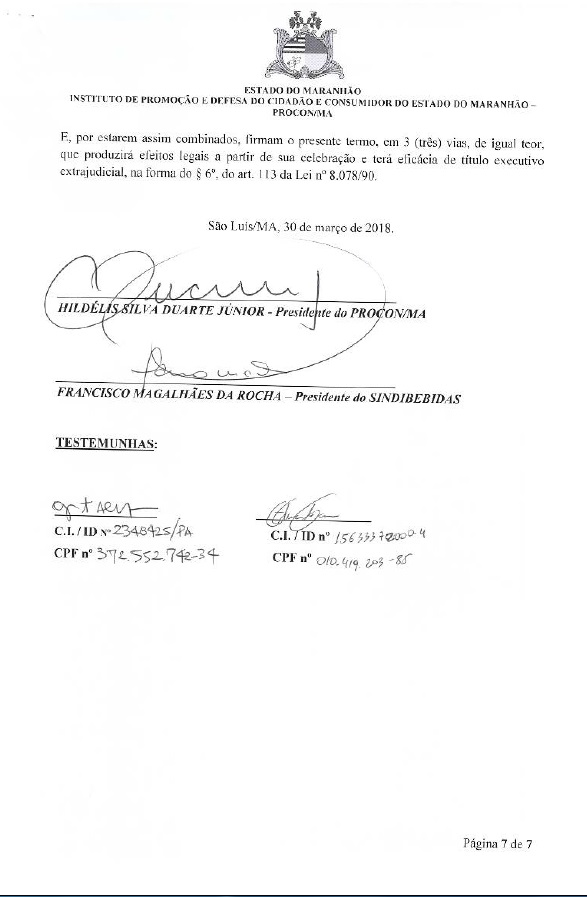 ESTADO DO MARANHÃO
INSTITUTO DE PROMOÇÃO E DEFESA DO CIDADÃO E CONSUMIDOR DO ESTADO DO MARANHÃO –
PROCON/MA
E, por estarem assim combinados, firmam o presente termo, em 3 (três) vias, de igual teor,
que produzirá efeitos legais a partir de sua celebração e terá eficácia de título executivo
extrajudicial, na forma do § 6º, do art. 113 da Lei nº 8.078/90.
São Luís/MA, 30 de março de 2018.
HILDÉLIS SILVA DUARTE JÚNIOR - Presidente do PROCON/MA
FRANCISCO MAGALHÃES DA ROCHA – Presidente do SINDIBEBIDAS
TESTEMUNHAS:
C.I. / ID nº 2348425/PA
CPF nº 372.552.742-34
C.I. / ID nº 156333720004
CPF nº 010.419.203-85
Página 7 de 7